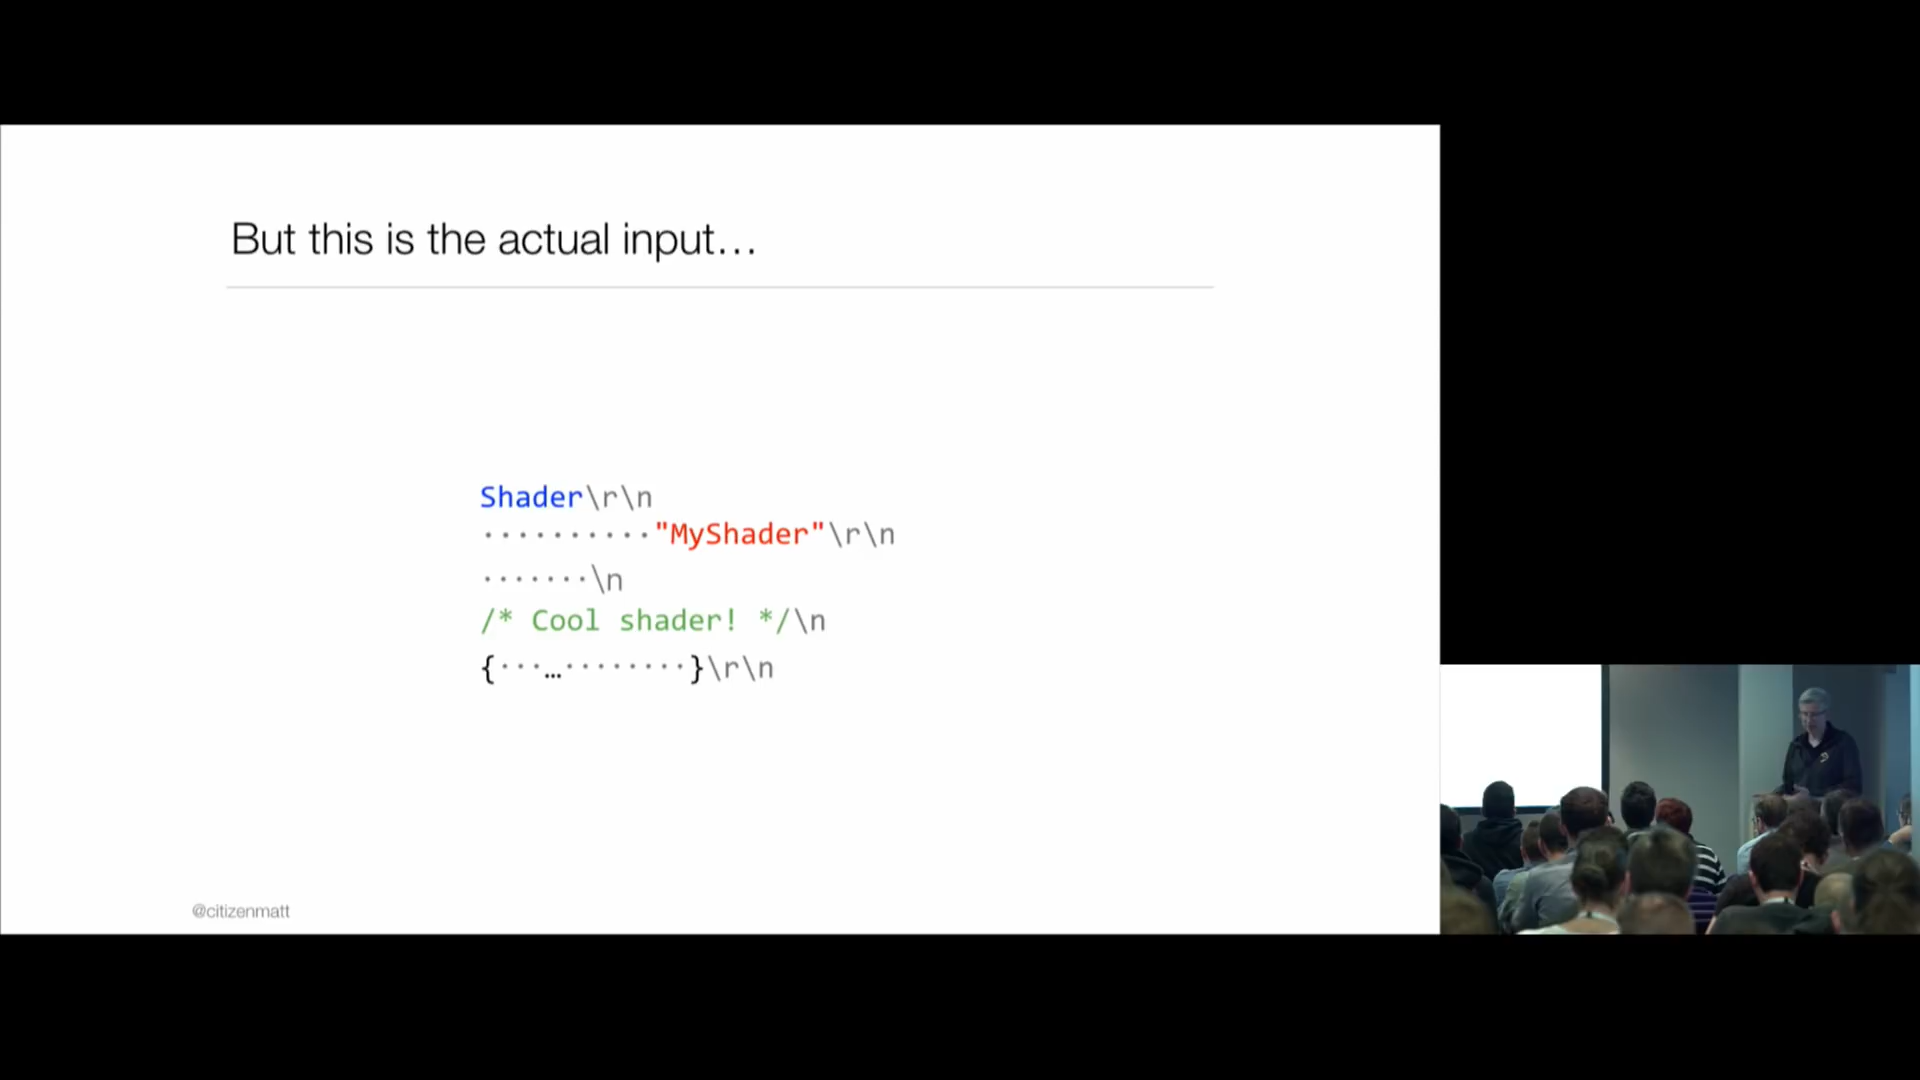 But this is the actual input…
Shader\r\n
··········"MyShader"\r\n
·······\n
/* Cool shader! */\n
{···…········}\r\n
@citizenmatt